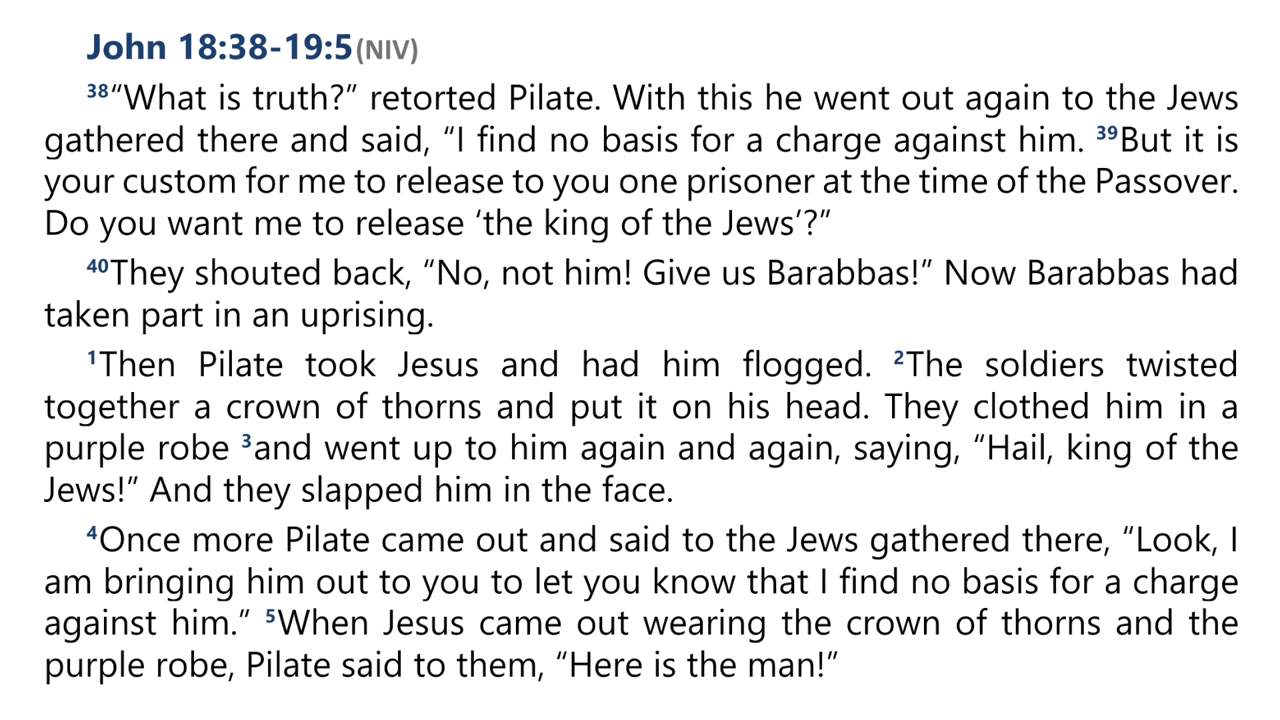 John 18:38-19:5(NIV)
38“What is truth?” retorted Pilate. With this he went out again to the Jews
gathered there and said, “I find no basis for a charge against him. 39But it is
your custom for me to release to you one prisoner at the time of the Passover.
Do you want me to release ‘the king of the Jews’?”
40They shouted back, “No, not him! Give us Barabbas!” Now Barabbas had
taken part in an uprising.
1Then Pilate took Jesus and had him flogged. 2The soldiers twisted
together a crown of thorns and put it on his head. They clothed him in a
purple robe 3and went up to him again and again, saying, “Hail, king of the
Jews!” And they slapped him in the face.
4Once more Pilate came out and said to the Jews gathered there, “Look, I
am bringing him out to you to let you know that I find no basis for a charge
against him.” 5When Jesus came out wearing the crown of thorns and the
purple robe, Pilate said to them, “Here is the man!”